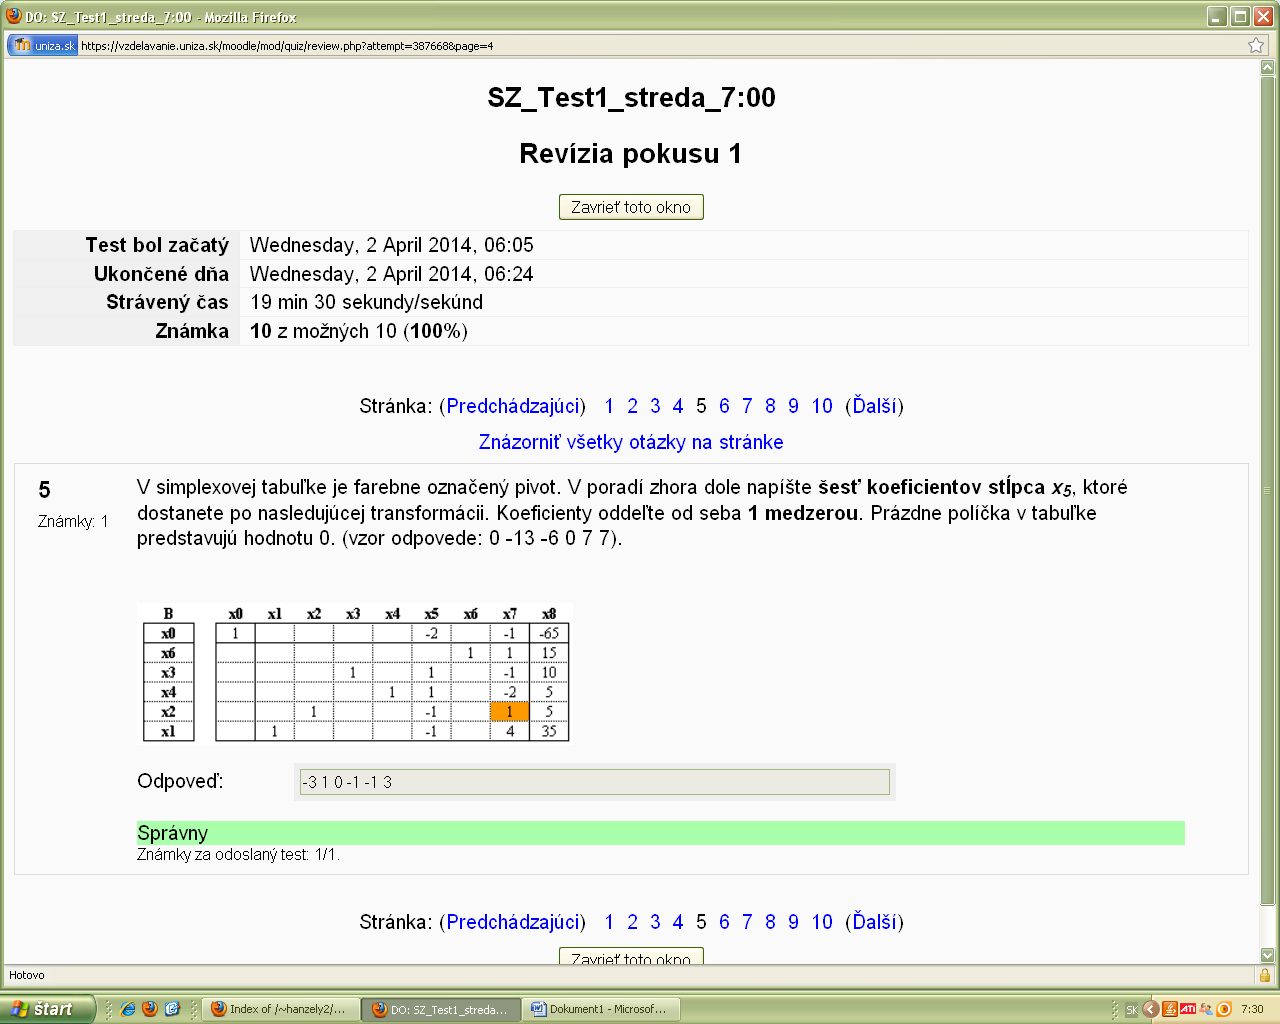 DO: SZ_Test1_streda_7:00 - Mozilla Firefox
uniza.sk https://vzdelavanie.uniza.sk/moodle/mod/quiz/review.php?attempt=387668&page=4
SZ_Test1_streda_7:00
Revízia pokusu 1
Zavrieť toto okno
Test bol začatý Wednesday, 2 April 2014, 06:05
Ukončené dňa Wednesday, 2 April 2014, 06:24
Strávený čas 19 min 30 sekundy/sekúnd
Známka 10 z možných 10 (100%)
Stránka: (Predchádzajúci) 1 2 3 4 5 6 7 8 9 10 (Ďalší)
Znázorniť všetky otázky na stránke
5
Známky: 1
V simplexovej tabuľke je farebne označený pivot. V poradí zhora dole napíšte šesť koeficientov stĺpca x5, ktoré
dostanete po nasledujúcej transformácii. Koeficienty oddeľte od seba 1 medzerou. Prázdne políčka v tabuľke
predstavujú hodnotu 0. (vzor odpovede: 0 -13 -6 0 7 7).
B x0 x1 x2 x3 x4 x5 x6 x7 x8
x0 1 -2 -1 -65
x6 1 1 15
x3 1 1 -1 10
x4 1 1 -2 5
x2 1 -1 1 5
x1 1 -1 4 35
Odpoveď: -3 1 0 -1 -1 3
Správny
Známky za odoslaný test: 1/1.
Stránka: (Predchádzajúci) 1 2 3 4 5 6 7 8 9 10 (Ďalší)
Zavrieť toto okno
Hotovo
štart Index of /~hanzely2/... DO: SZ_Test1_streda... Dokument1 - Microsof... SK ATI 7:30